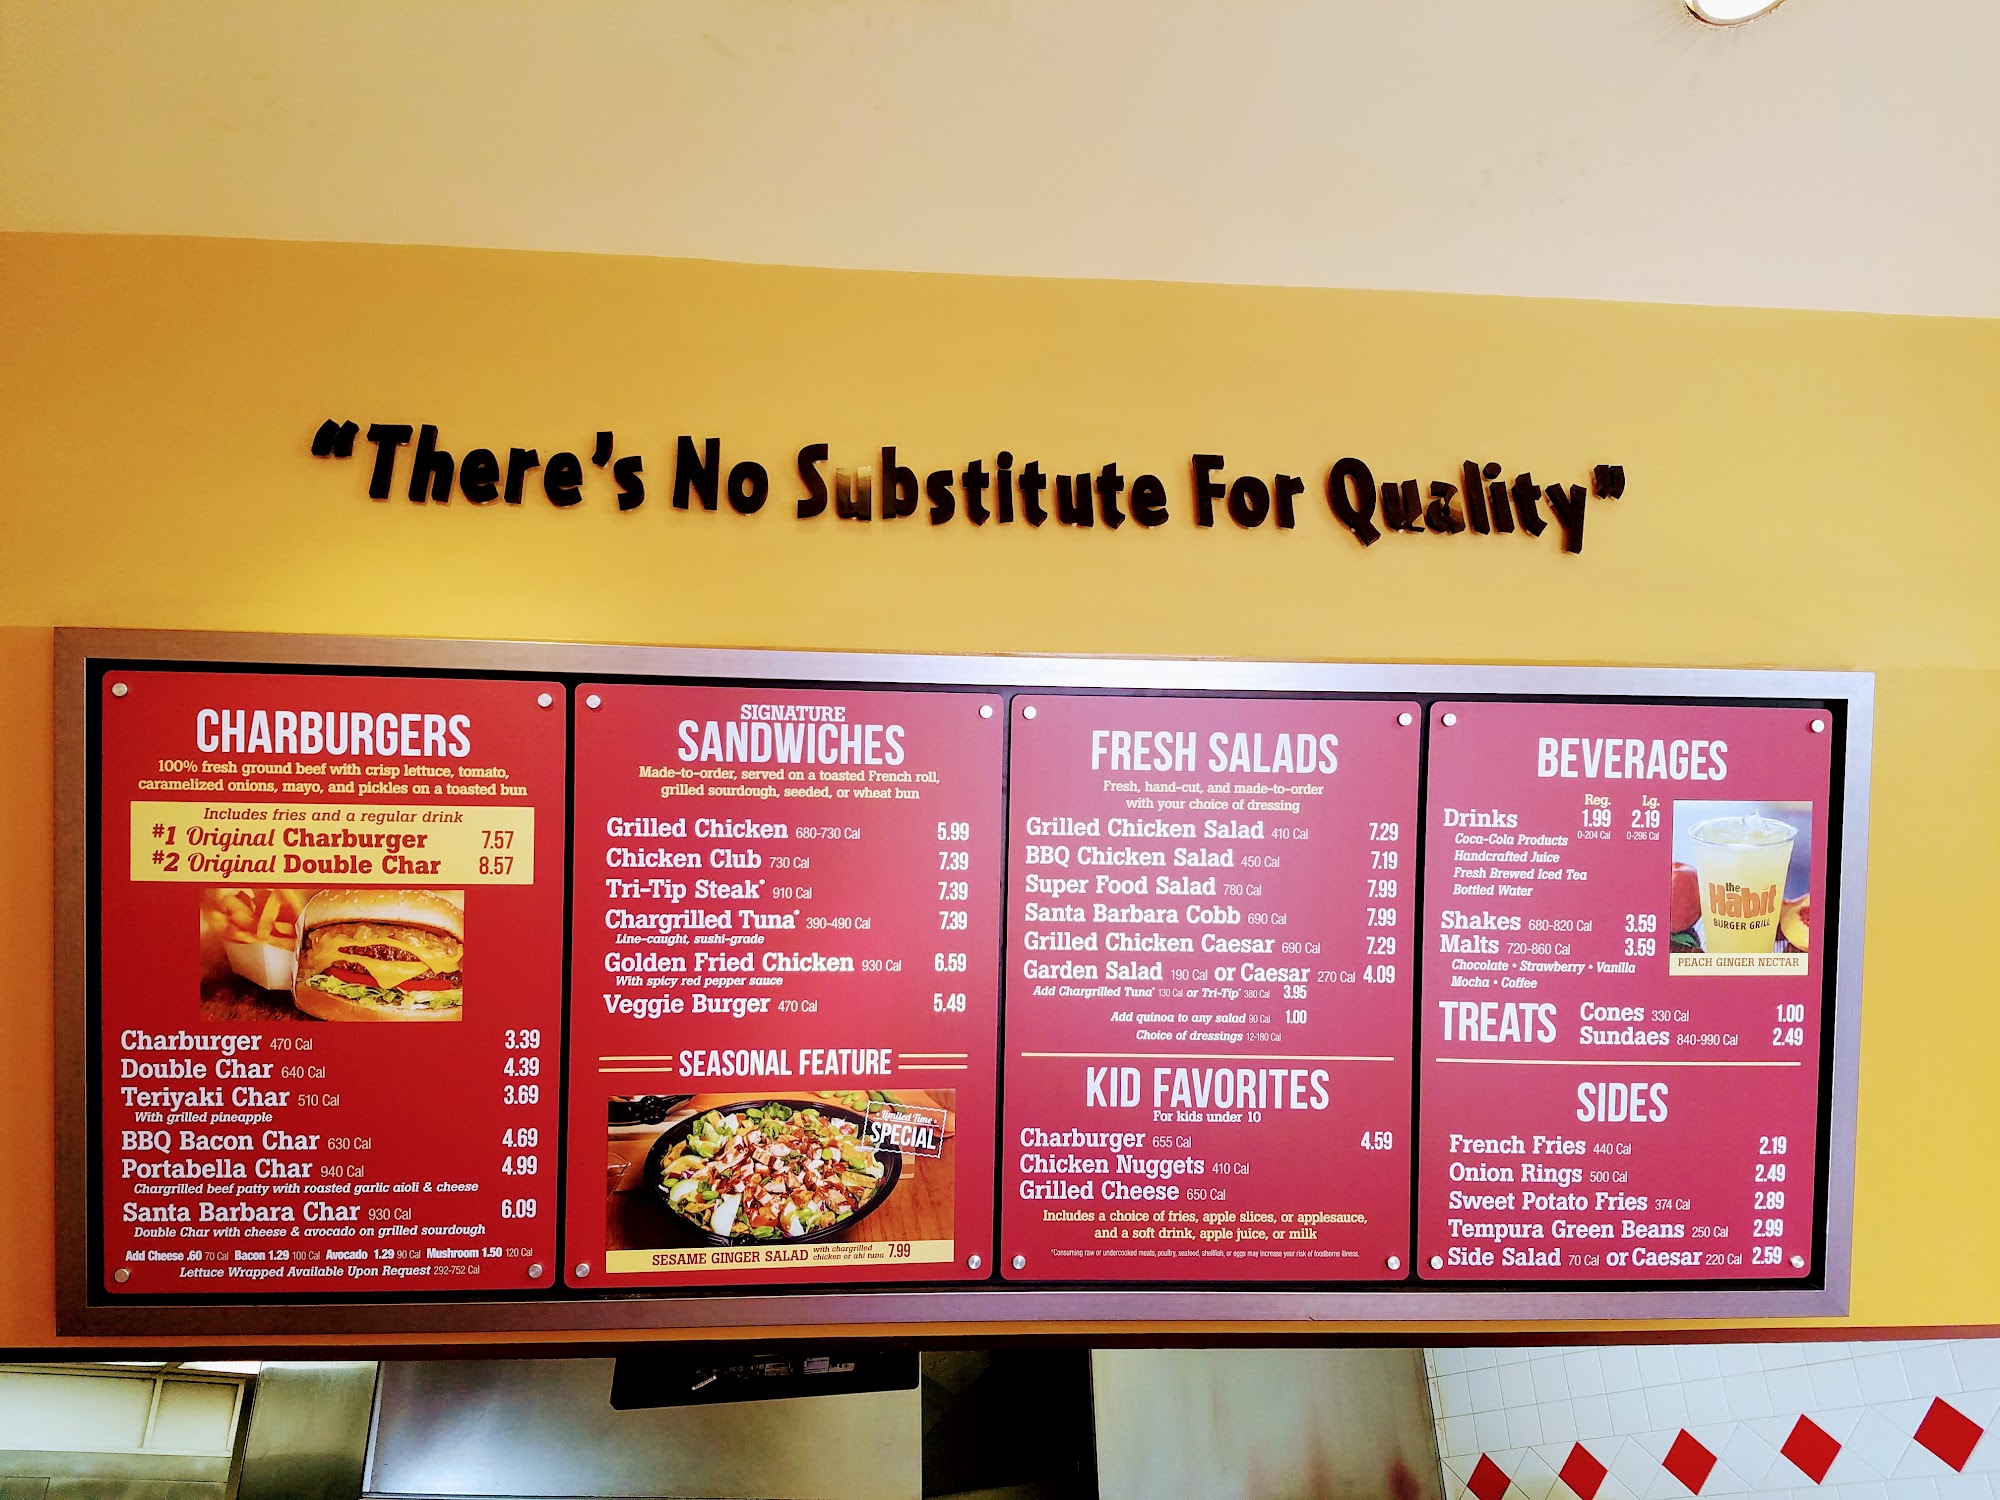 "There's No Substitute For Quality"
CHARBURGERS
100% fresh ground beef with crisp lettuce, tomato,
caramelized onions, mayo, and pickles on a toasted bun
Includes fries and a regular drink
#1 Original Charburger 7.57
#2 Original Double Char 8.57
Charburger 470 Cal 3.39
Double Char 640 Cal 4.39
Teriyaki Char 510 Cal 3.69
With grilled pineapple
BBQ Bacon Char 630 Cal 4.69
Portabella Char 940 Cal 4.99
Chargrilled beef patty with roasted garlic aioli & cheese
Santa Barbara Char 930 Cal 6.09
Double Char with cheese & avocado on grilled sourdough
Add Cheese .60 70 Cal Bacon 1.29 100 Cal Avocado 1.29 90 Cal Mushroom 1.50 120 Cal
Lettuce Wrapped Available Upon Request 292-752 Cal
SIGNATURE
SANDWICHES
Made-to-order, served on a toasted French roll,
grilled sourdough, seeded, or wheat bun
Grilled Chicken 680-730 Cal 5.99
Chicken Club 730 Cal 7.39
Tri-Tip Steak* 910 Cal 7.39
Chargrilled Tuna* 390-490 Cal 7.39
Line-caught, sushi-grade
Golden Fried Chicken 930 Cal 6.59
With spicy red pepper sauce
Veggie Burger 470 Cal 5.49
SEASONAL FEATURE
• Limited Time •
SPECIAL
SESAME GINGER SALAD with chargrilled chicken or ahi tuna 7.99
FRESH SALADS
Fresh, hand-cut, and made-to-order
with your choice of dressing
Grilled Chicken Salad 410 Cal 7.29
BBQ Chicken Salad 450 Cal 7.19
Super Food Salad 780 Cal 7.99
Santa Barbara Cobb 690 Cal 7.99
Grilled Chicken Caesar 690 Cal 7.29
Garden Salad 190 Cal or Caesar 270 Cal 4.09
Add Chargrilled Tuna* 130 Cal or Tri-Tip* 380 Cal 3.95
Add quinoa to any salad 90 Cal 1.00
Choice of dressings 12-180 Cal
KID FAVORITES
For kids under 10
Charburger 655 Cal 4.59
Chicken Nuggets 410 Cal
Grilled Cheese 650 Cal
Includes a choice of fries, apple slices, or applesauce,
and a soft drink, apple juice, or milk
*Consuming raw or undercooked meats, poultry, seafood, shellfish, or eggs may increase your risk of foodborne illness.
BEVERAGES
Reg. Lg.
Drinks 1.99 2.19
0-204 Cal 0-296 Cal
Coca-Cola Products
Handcrafted Juice
Fresh Brewed Iced Tea
Bottled Water
Shakes 680-820 Cal 3.59
Malts 720-860 Cal 3.59
Chocolate • Strawberry • Vanilla
Mocha • Coffee
the
Habit
BURGER GRILL
PEACH GINGER NECTAR
TREATS
Cones 330 Cal 1.00
Sundaes 840-990 Cal 2.49
SIDES
French Fries 440 Cal 2.19
Onion Rings 500 Cal 2.49
Sweet Potato Fries 374 Cal 2.89
Tempura Green Beans 250 Cal 2.99
Side Salad 70 Cal or Caesar 220 Cal 2.59